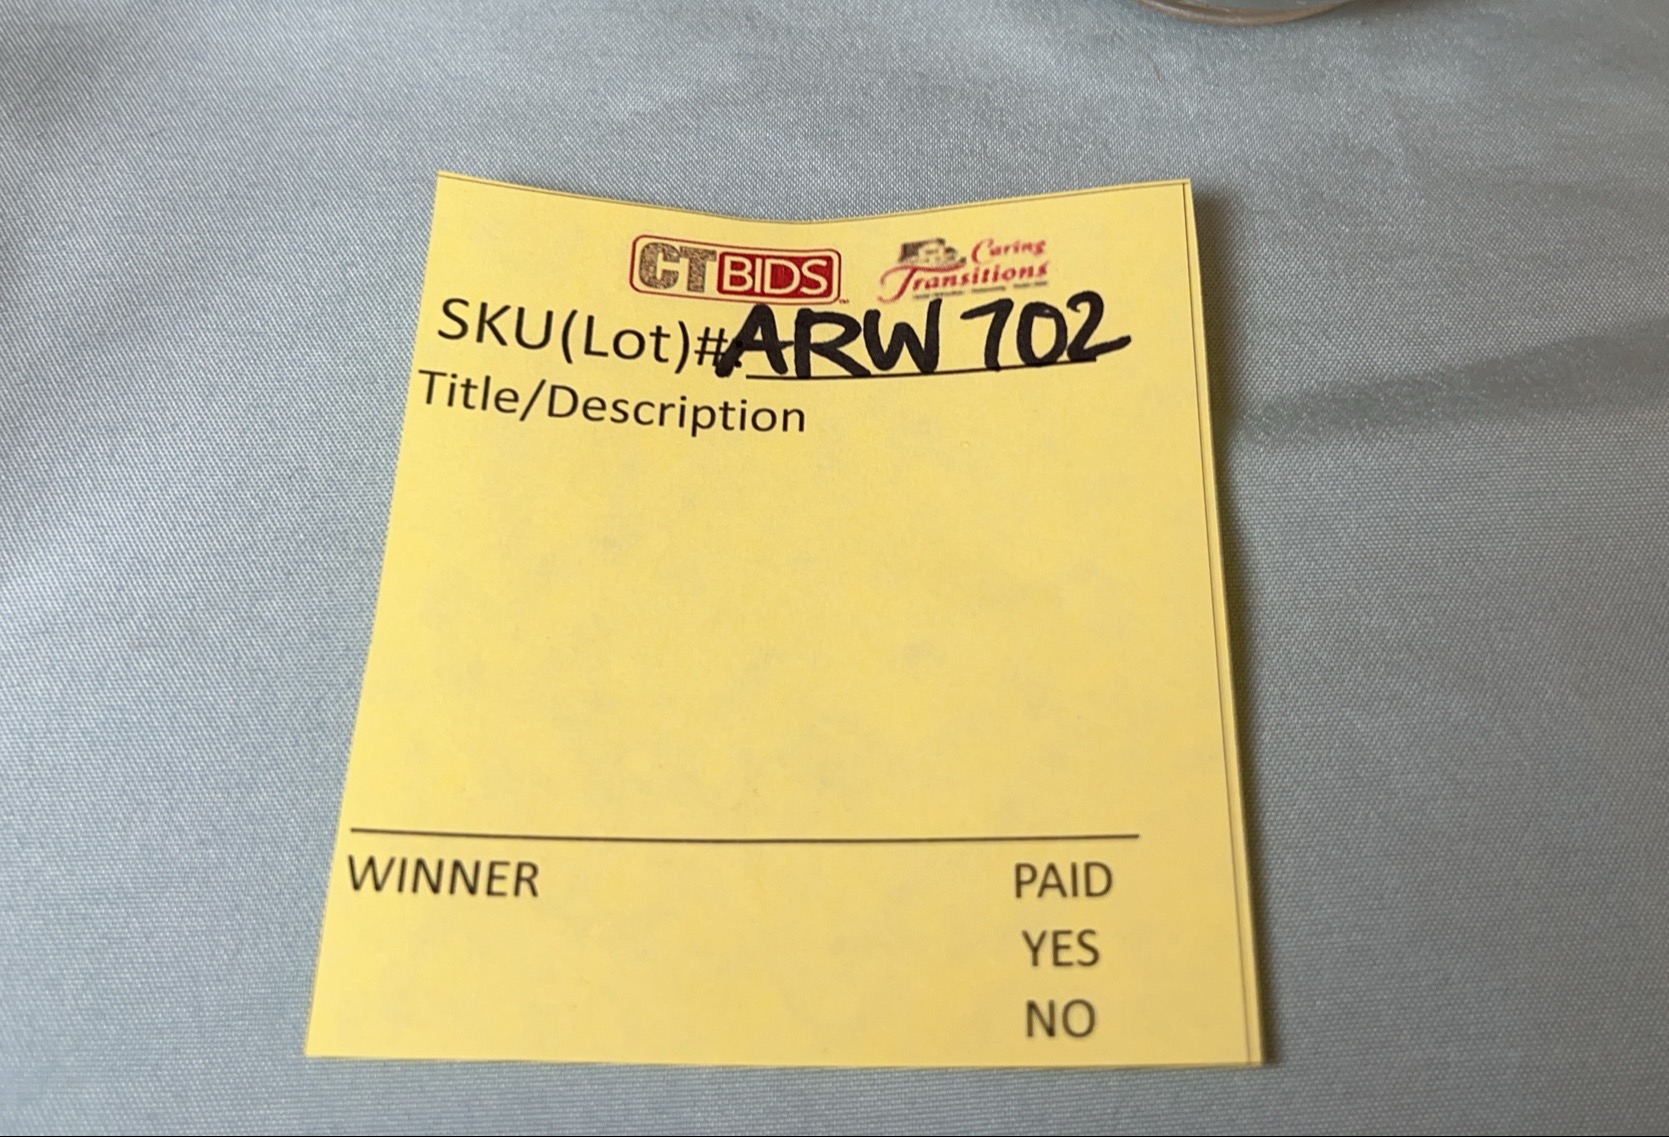 CTBIDS Caring
Transitions
SKU(Lot)#: ARW 702
Title/Description
WINNER PAID
YES
NO